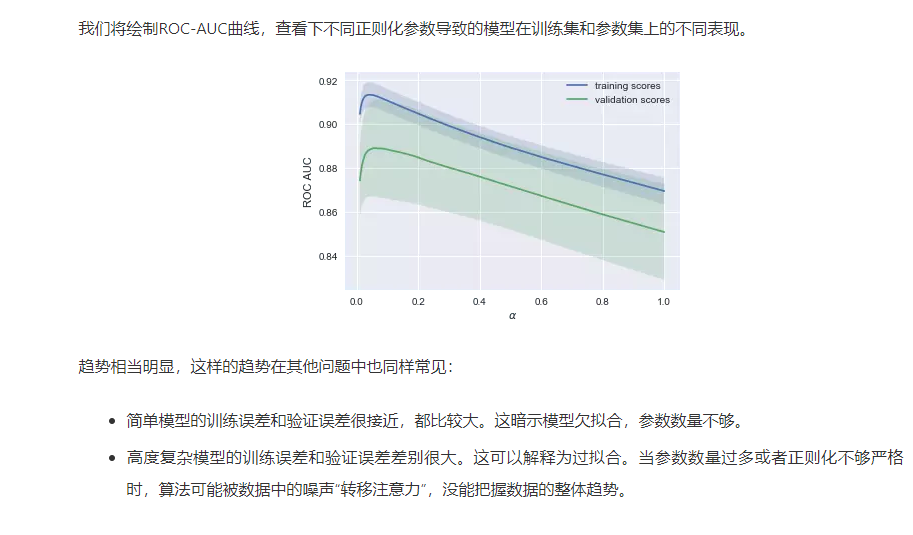 我们将绘制ROC-AUC曲线，查看下不同正则化参数导致的模型在训练集和参数集上的不同表现。
0.92
training scores
validation scores
0.90
0.88
ROC AUC
0.86
0.84
0.0 0.2 0.4 0.6 0.8 1.0
α
趋势相当明显，这样的趋势在其他问题中也同样常见：
• 简单模型的训练误差和验证误差很接近，都比较大。这暗示模型欠拟合，参数数量不够。
• 高度复杂模型的训练误差和验证误差差别很大。这可以解释为过拟合。当参数数量过多或者正则化不够严格
时，算法可能被数据中的噪声“转移注意力”，没能把握数据的整体趋势。